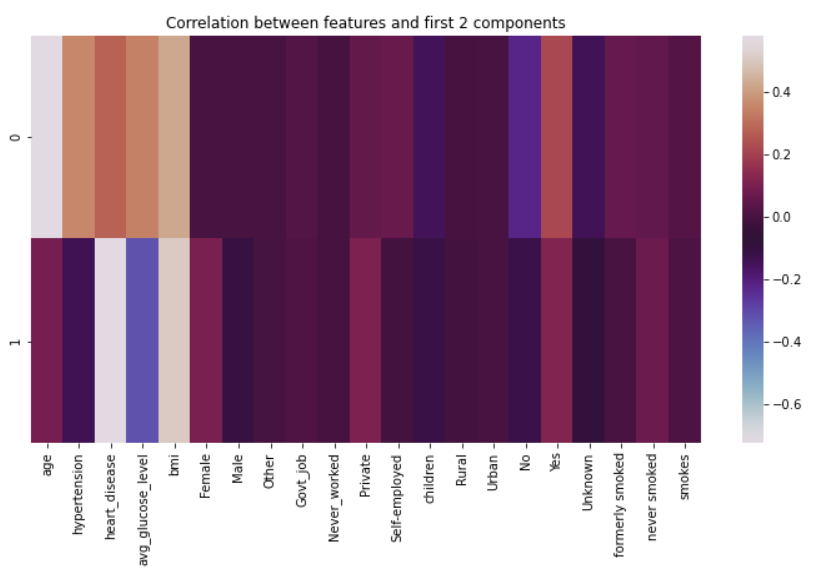 Correlation between features and first 2 components
0
1
0.4
0.2
0.0
−0.2
−0.4
−0.6
age
hypertension
heart_disease
avg_glucose_level
bmi
Female
Male
Other
Govt_job
Never_worked
Private
Self-employed
children
Rural
Urban
No
Yes
Unknown
formerly smoked
never smoked
smokes